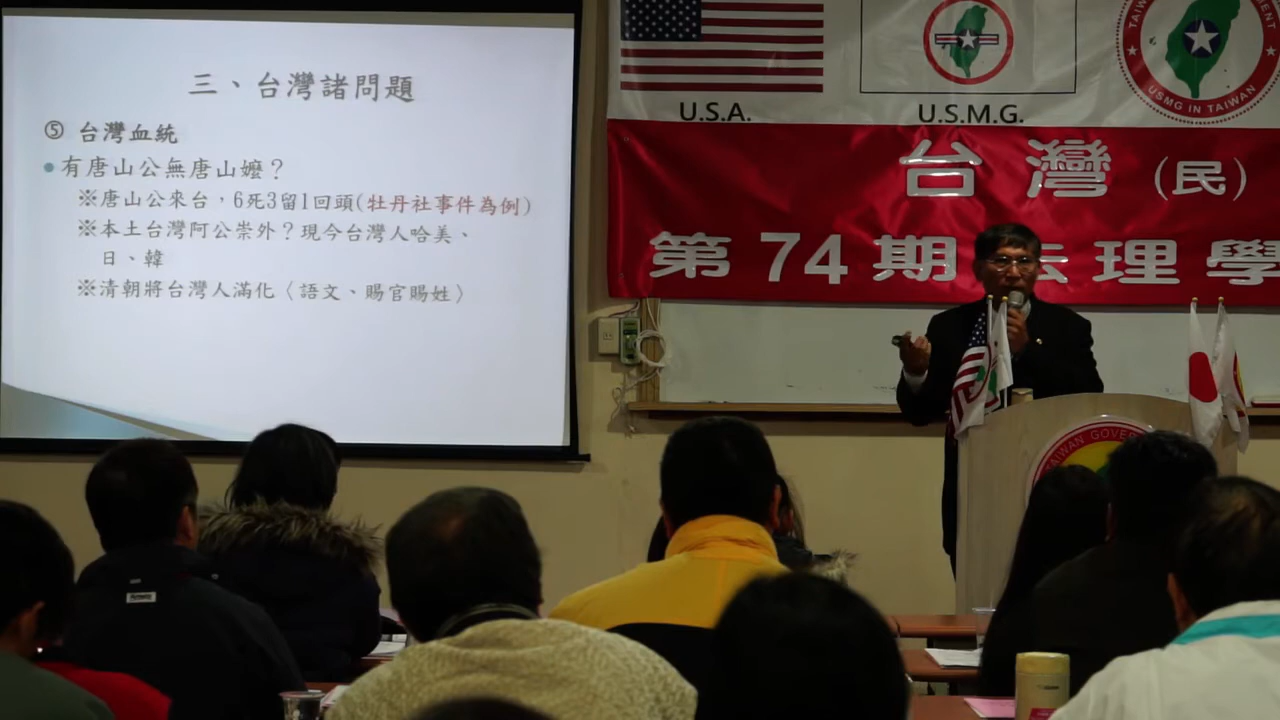 三、台灣諸問題
⑤ 台灣血統
•有唐山公無唐山嬤？
※唐山公來台，6死3留1回頭(牡丹社事件為例)
※本土台灣阿公崇外？現今台灣人哈美、
日、韓
※清朝將台灣人滿化〈語文、賜官賜姓〉
U.S.A.
U.S.M.G.
USMG IN TAIWAN
台灣(民)
第74期法理學
TAIWAN GOVER